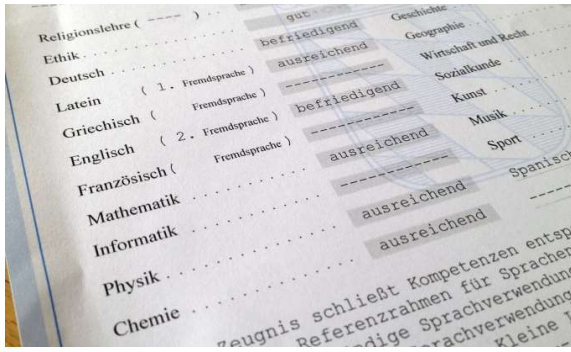 Religionslehre ( ---- ) . .
Ethik . . . . . . . . . . gut
Deutsch . . . . . . . . . . befriedigend
Latein ( 1. Fremdsprache ) ausreichend
Griechisch ( Fremdsprache ) -----------
Englisch ( 2. Fremdsprache ) befriedigend
Französisch ( Fremdsprache ) -----------
Mathematik . . . . . . . . . . ausreichend
Informatik . . . . . . . . . . -----------
Physik . . . . . . . . . . ausreichend
Chemie . . . . . . . . . . ausreichend
Geschichte . .
Geographie . . .
Wirtschaft und Recht .
Sozialkunde . . .
Kunst . . . .
Musik . . . .
Sport . . . .
Spanisch
Zeugnis schließt Kompetenzen
Referenzrahmen für Sprachen
Sprachverwendung
Sprachverwendung
Kleine